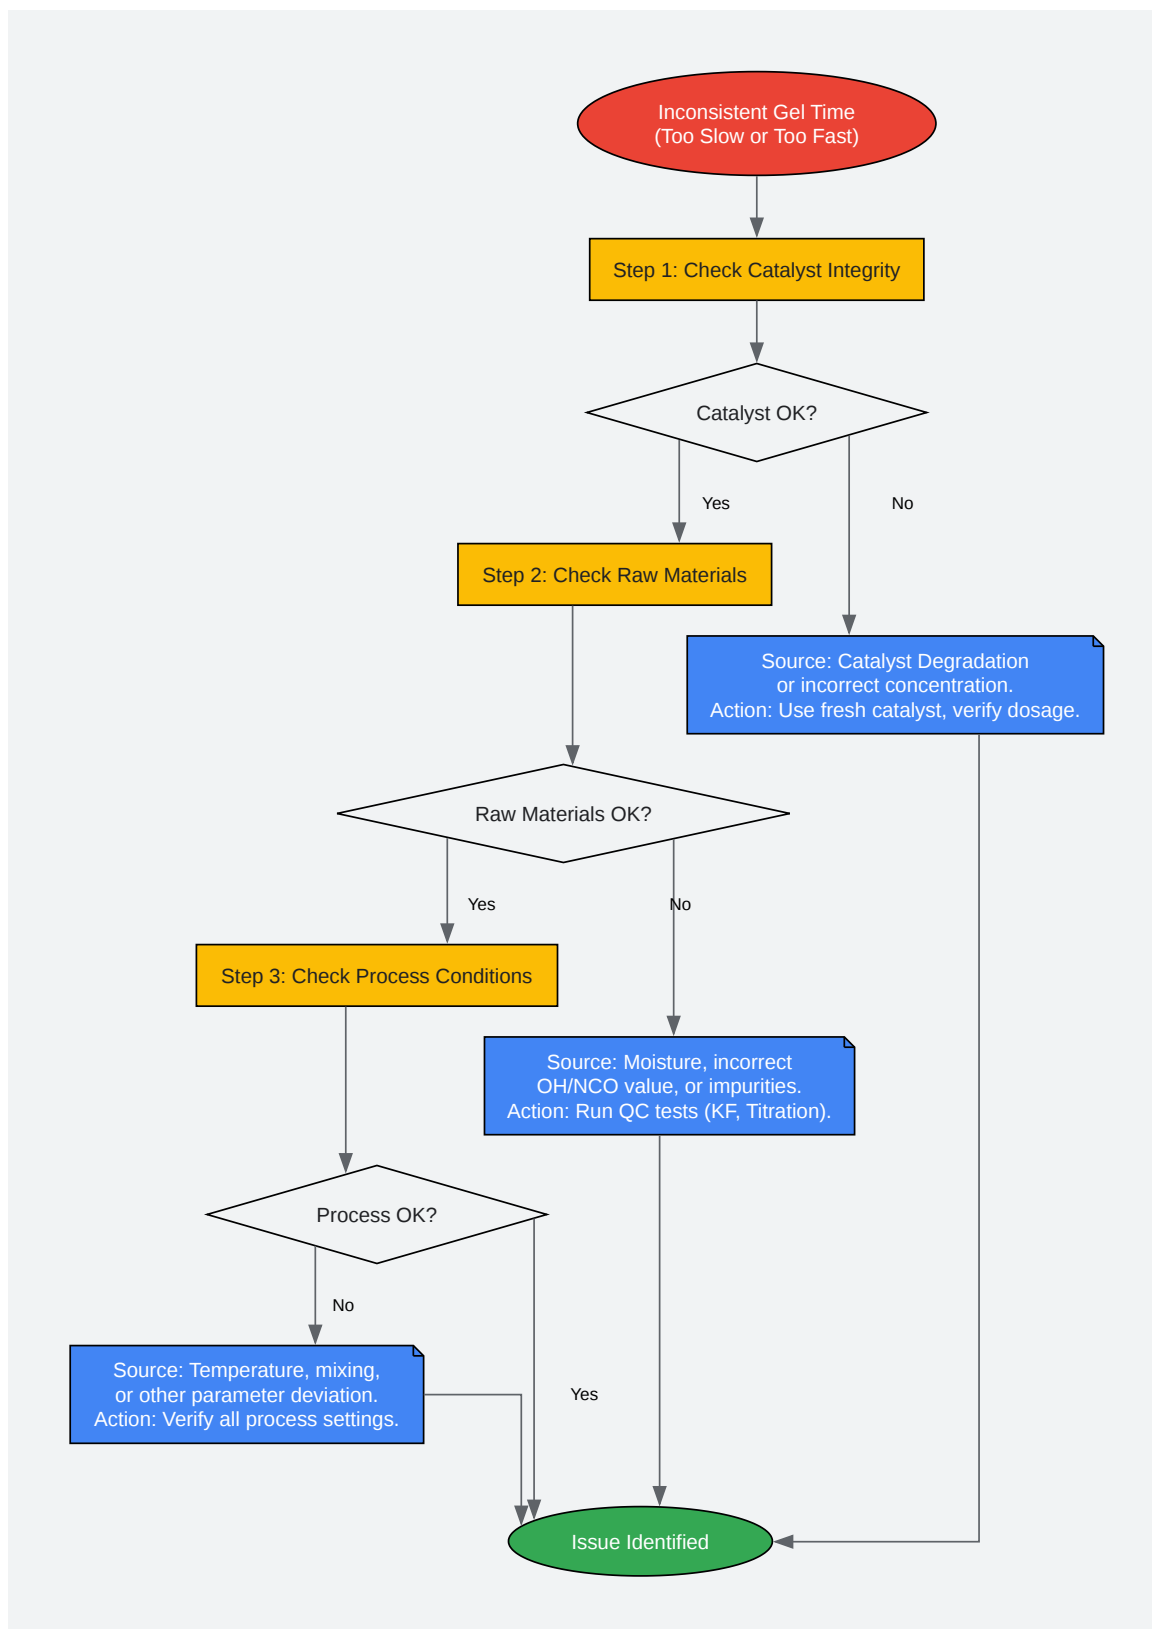 Inconsistent Gel Time
(Too Slow or Too Fast)
Step 1: Check Catalyst Integrity
Catalyst OK?
Yes
No
Step 2: Check Raw Materials
Source: Catalyst Degradation
or incorrect concentration.
Action: Use fresh catalyst, verify dosage.
Raw Materials OK?
Yes
No
Step 3: Check Process Conditions
Source: Moisture, incorrect
OH/NCO value, or impurities.
Action: Run QC tests (KF, Titration).
Process OK?
No
Source: Temperature, mixing,
or other parameter deviation.
Action: Verify all process settings.
Yes
Issue Identified